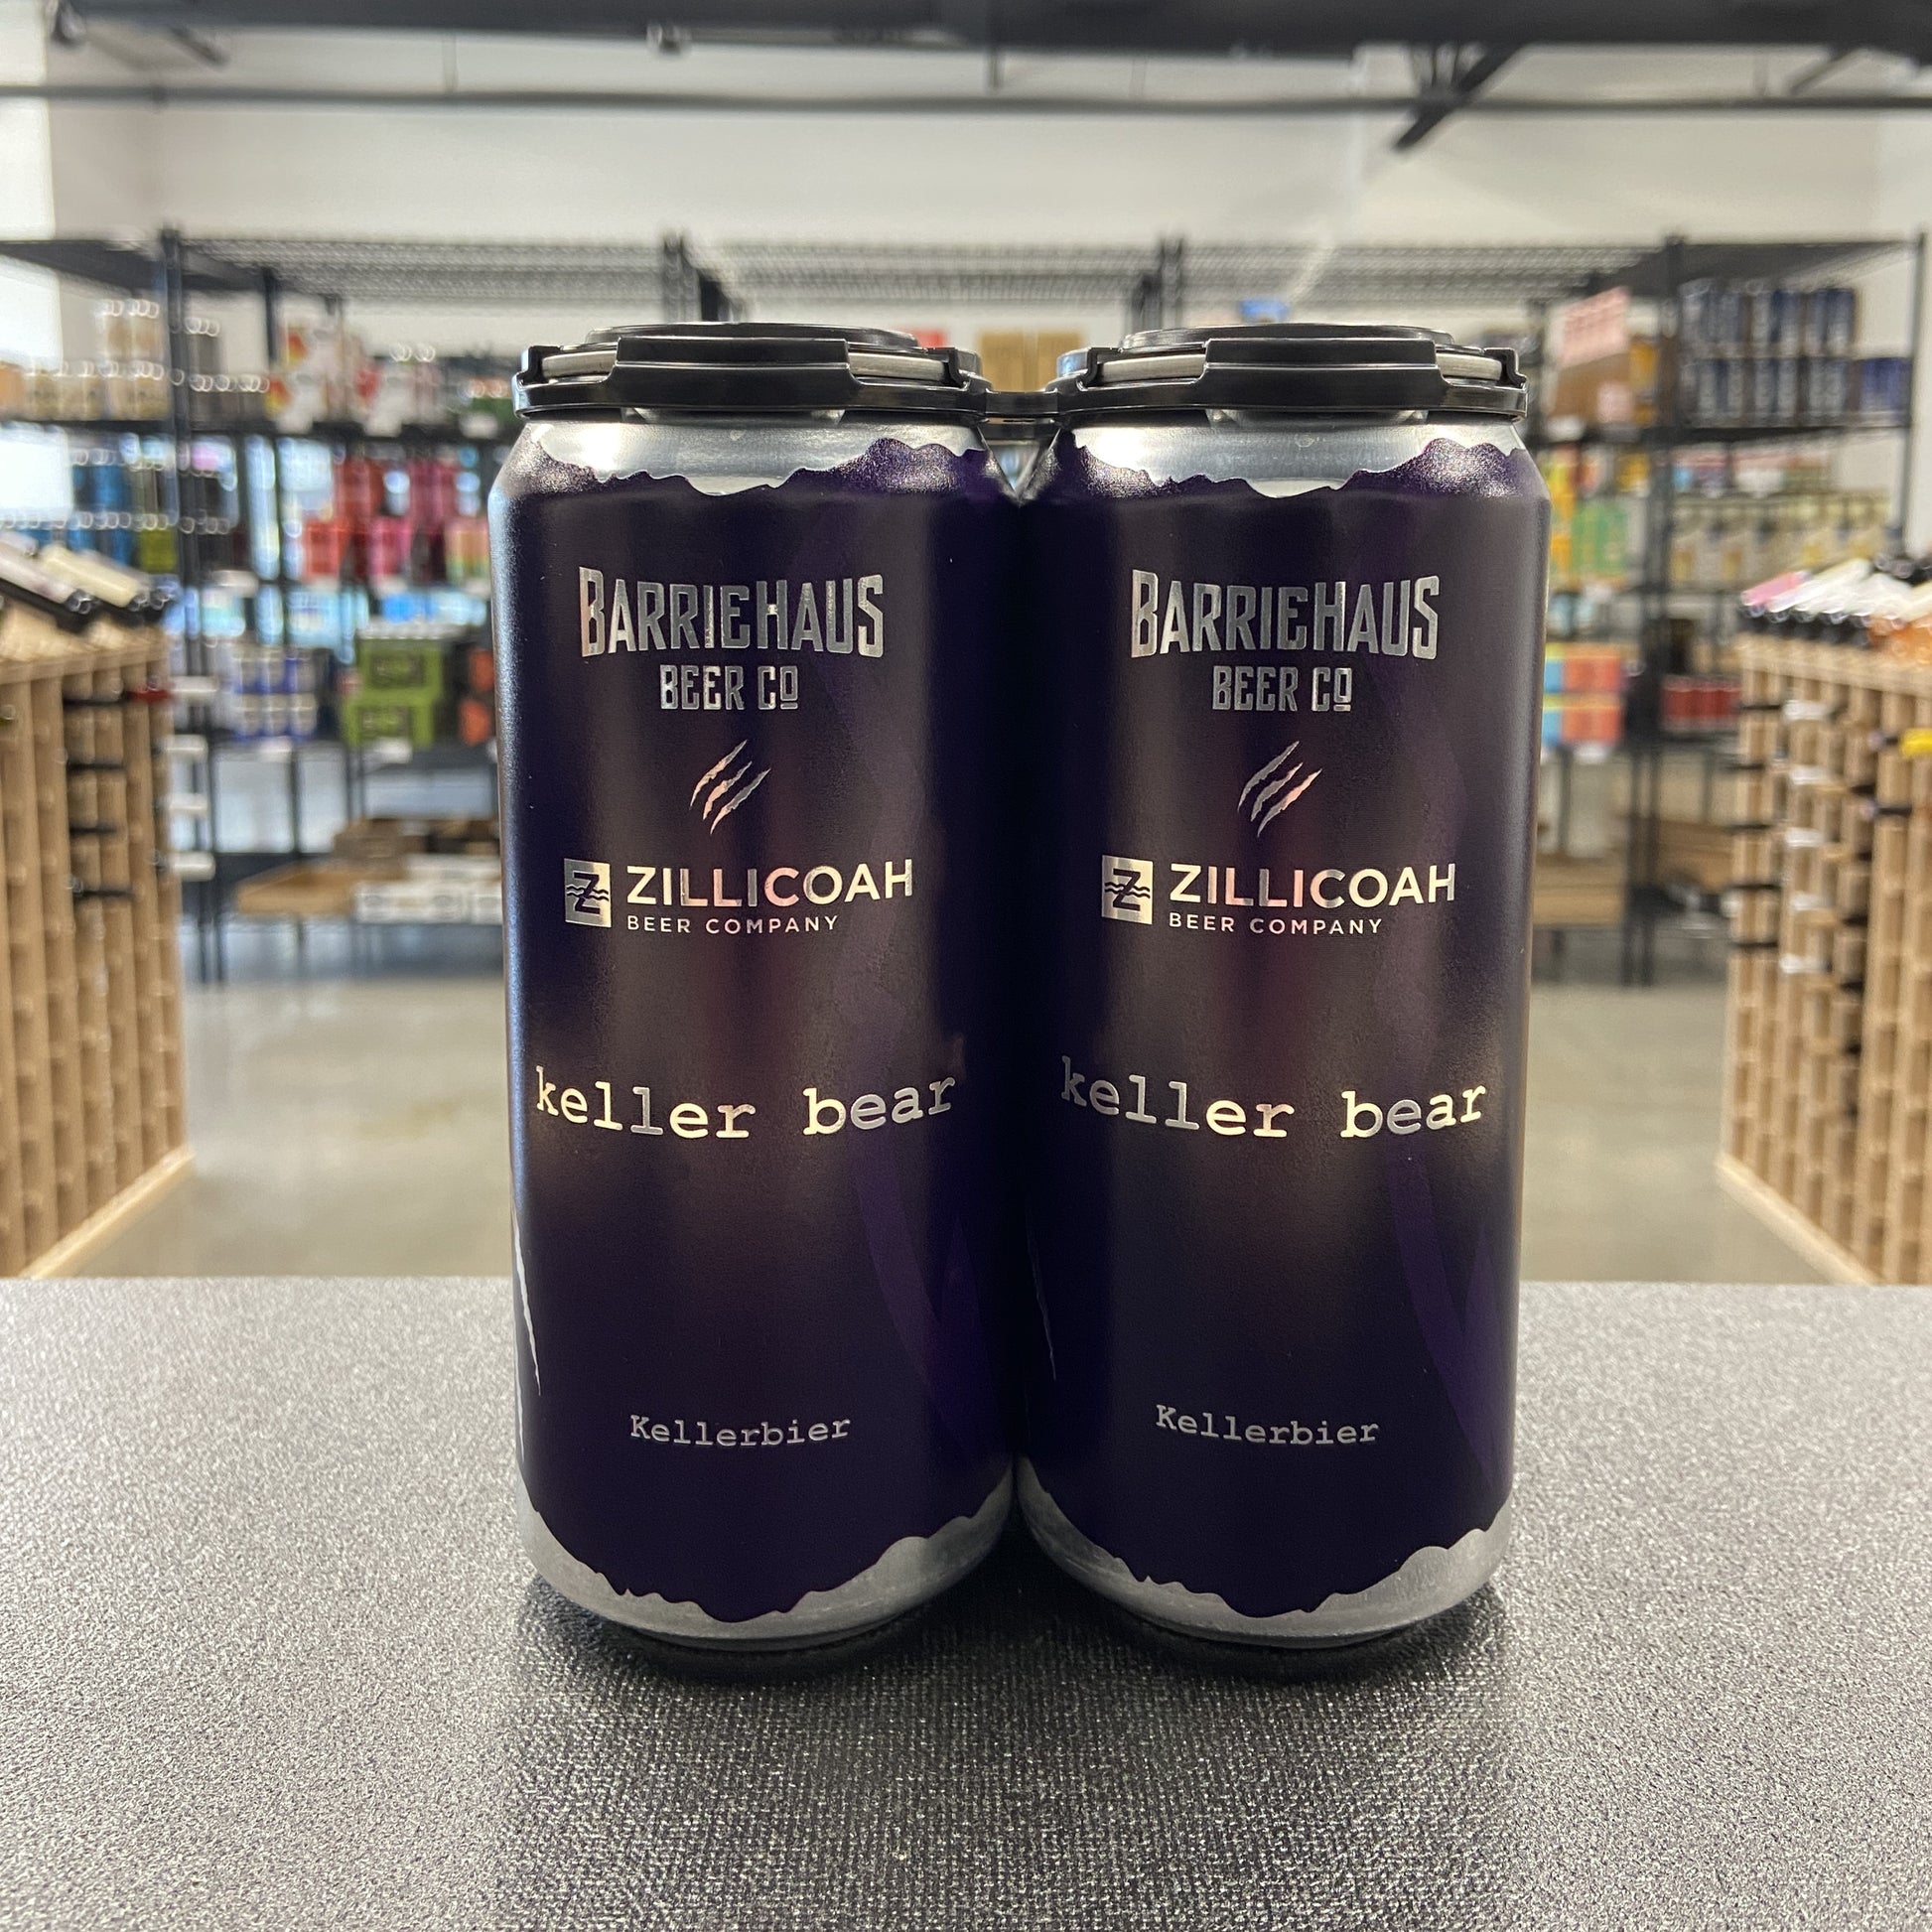 BARRIEHAUS
BEER CO
Z ZILLICOAH
BEER COMPANY
keller bear
Kellerbier
BARRIEHAUS
BEER CO
Z ZILLICOAH
BEER COMPANY
keller bear
Kellerbier